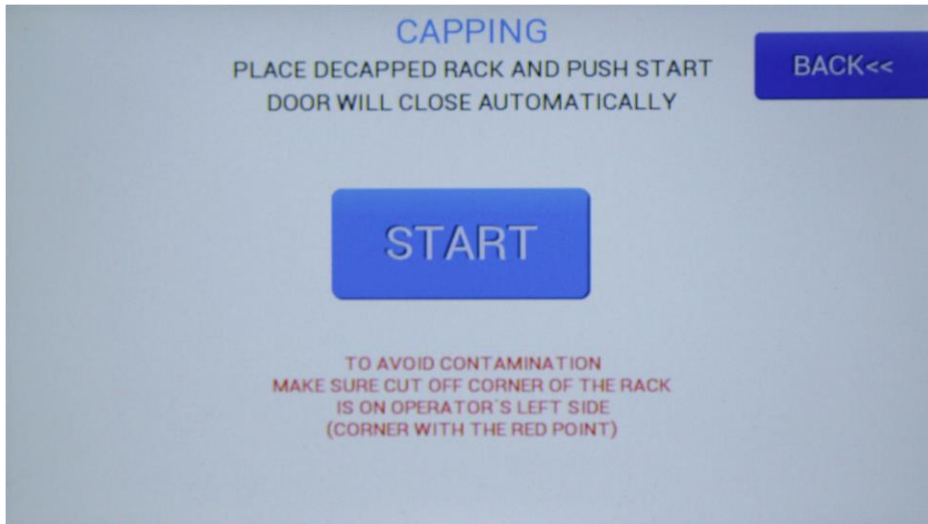 CAPPING
PLACE DECAPPED RACK AND PUSH START
DOOR WILL CLOSE AUTOMATICALLY
BACK<<
START
TO AVOID CONTAMINATION
MAKE SURE CUT OFF CORNER OF THE RACK
IS ON OPERATOR´S LEFT SIDE
(CORNER WITH THE RED POINT)